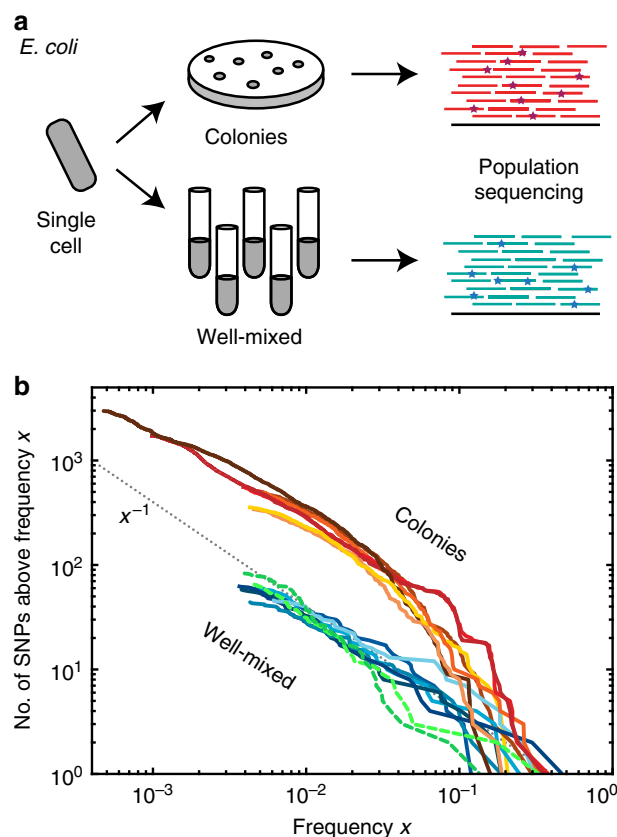 a
E. coli
Colonies
Single
cell
Population
sequencing
Well-mixed
b
No. of SNPs above frequency x
10³
10²
10¹
10⁰
x⁻¹
Colonies
Well-mixed
10⁻³
10⁻²
10⁻¹
10⁰
Frequency x